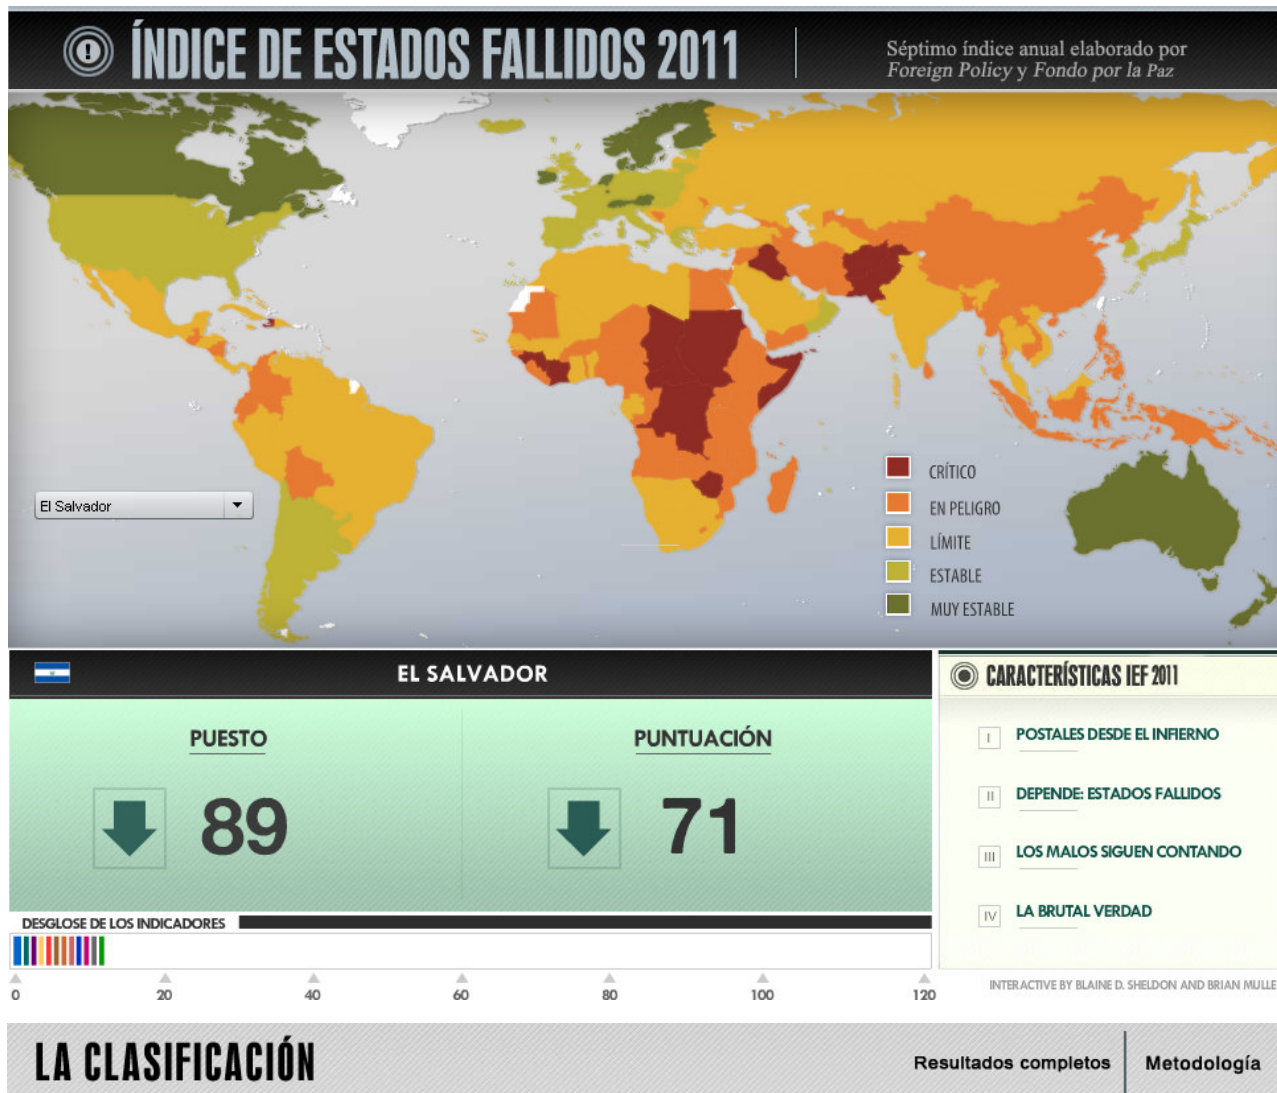 ÍNDICE DE ESTADOS FALLIDOS 2011
Séptimo índice anual elaborado por
Foreign Policy y Fondo por la Paz
El Salvador
CRÍTICO
EN PELIGRO
LÍMITE
ESTABLE
MUY ESTABLE
EL SALVADOR
PUESTO
PUNTUACIÓN
89
71
DESGLOSE DE LOS INDICADORES
0 20 40 60 80 100 120
CARACTERÍSTICAS IEF 2011
I POSTALES DESDE EL INFIERNO
II DEPENDE: ESTADOS FALLIDOS
III LOS MALOS SIGUEN CONTANDO
IV LA BRUTAL VERDAD
INTERACTIVE BY BLAINE D. SHELDON AND BRIAN MULLE
LA CLASIFICACIÓN
Resultados completos
Metodología